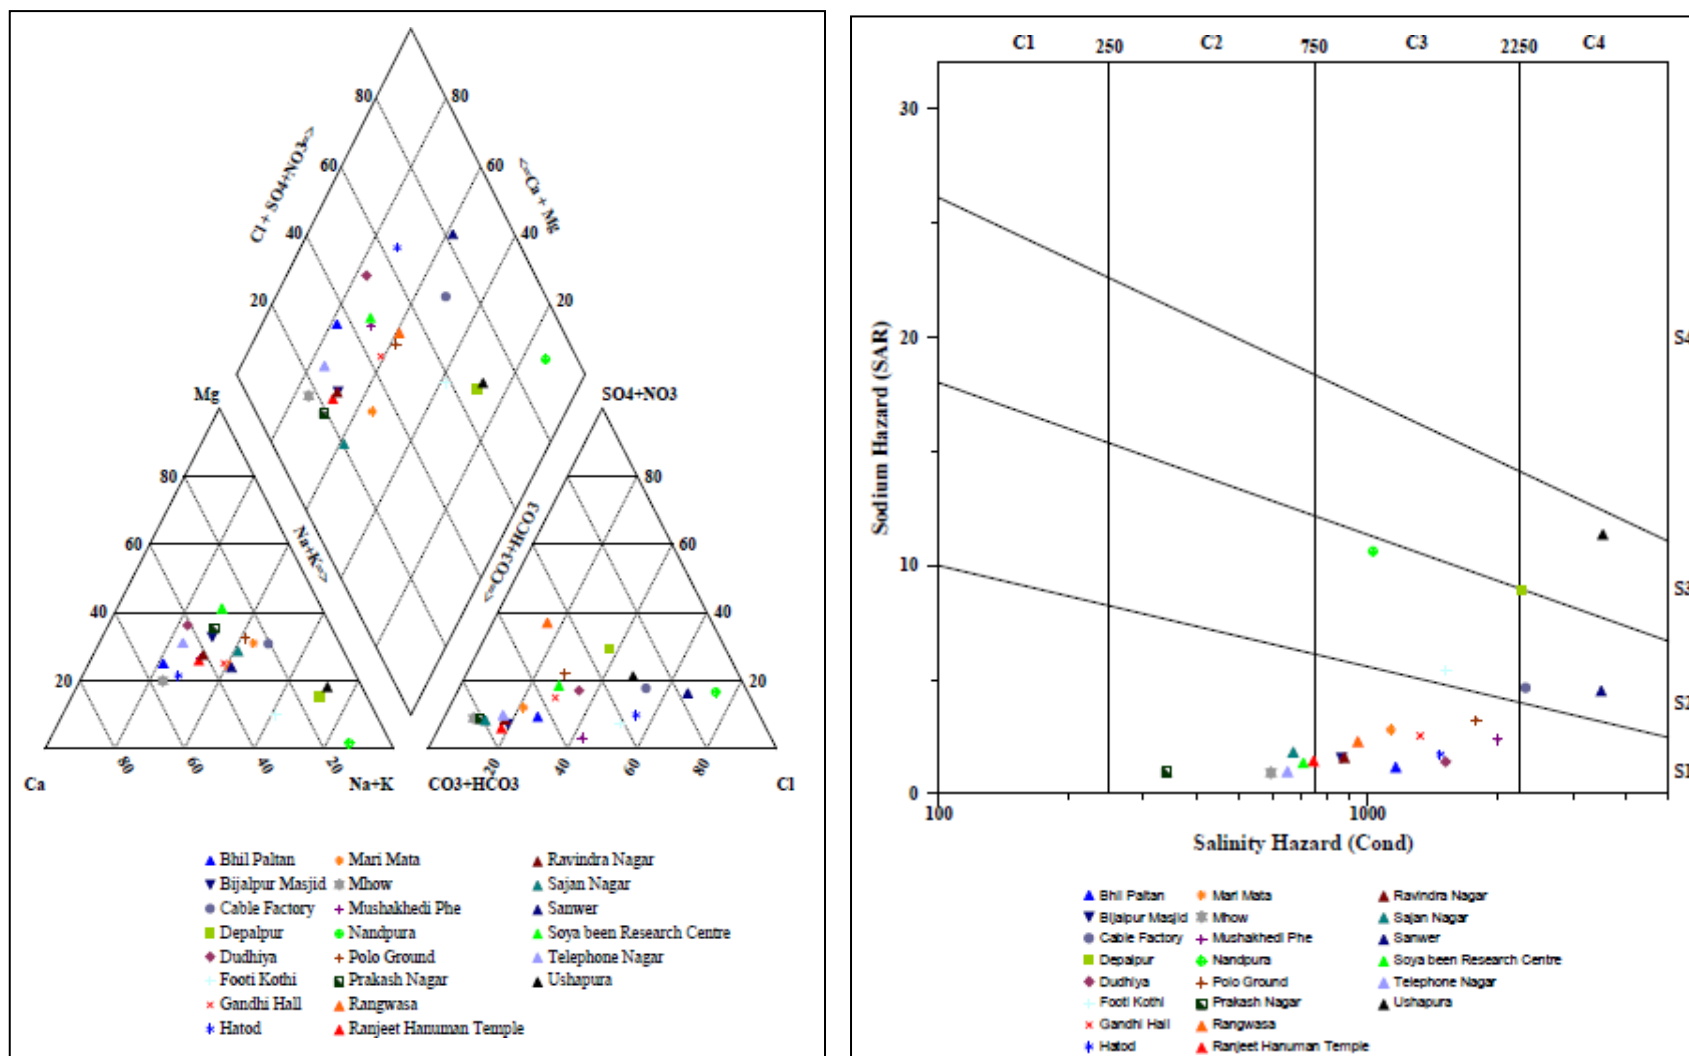 80 80
60 60
Cl + SO4+NO3=>
<=Ca + Mg
40 40
20 20
Mg
SO4+NO3
80 80
Na+K=>
<=CO3+HCO3
60 60
40 40
20 20
Ca
80 60 40 20
Na+K
CO3+HCO3
20 40 60 80
Cl
Bhil Paltan Mari Mata Ravindra Nagar
Bijalpur Masjid Mhow Sajan Nagar
Cable Factory Mushakhedi Phe Sanwer
Depalpur Nandpura Soya been Research Centre
Dudhiya Polo Ground Telephone Nagar
Footi Kothi Prakash Nagar Ushapura
Gandhi Hall Rangwasa
Hatod Ranjeet Hanuman Temple
C1 250 C2 750 C3 2250 C4
30
20
10
0
Sodium Hazard (SAR)
S4
S3
S2
S1
100 1000
Salinity Hazard (Cond)
Bhil Paltan Mari Mata Ravindra Nagar
Bijalpur Masjid Mhow Sajan Nagar
Cable Factory Mushakhedi Phe Sanwer
Depalpur Nandpura Soya been Research Centre
Dudhiya Polo Ground Telephone Nagar
Footi Kothi Prakash Nagar Ushapura
Gandhi Hall Rangwasa
Hatod Ranjeet Hanuman Temple